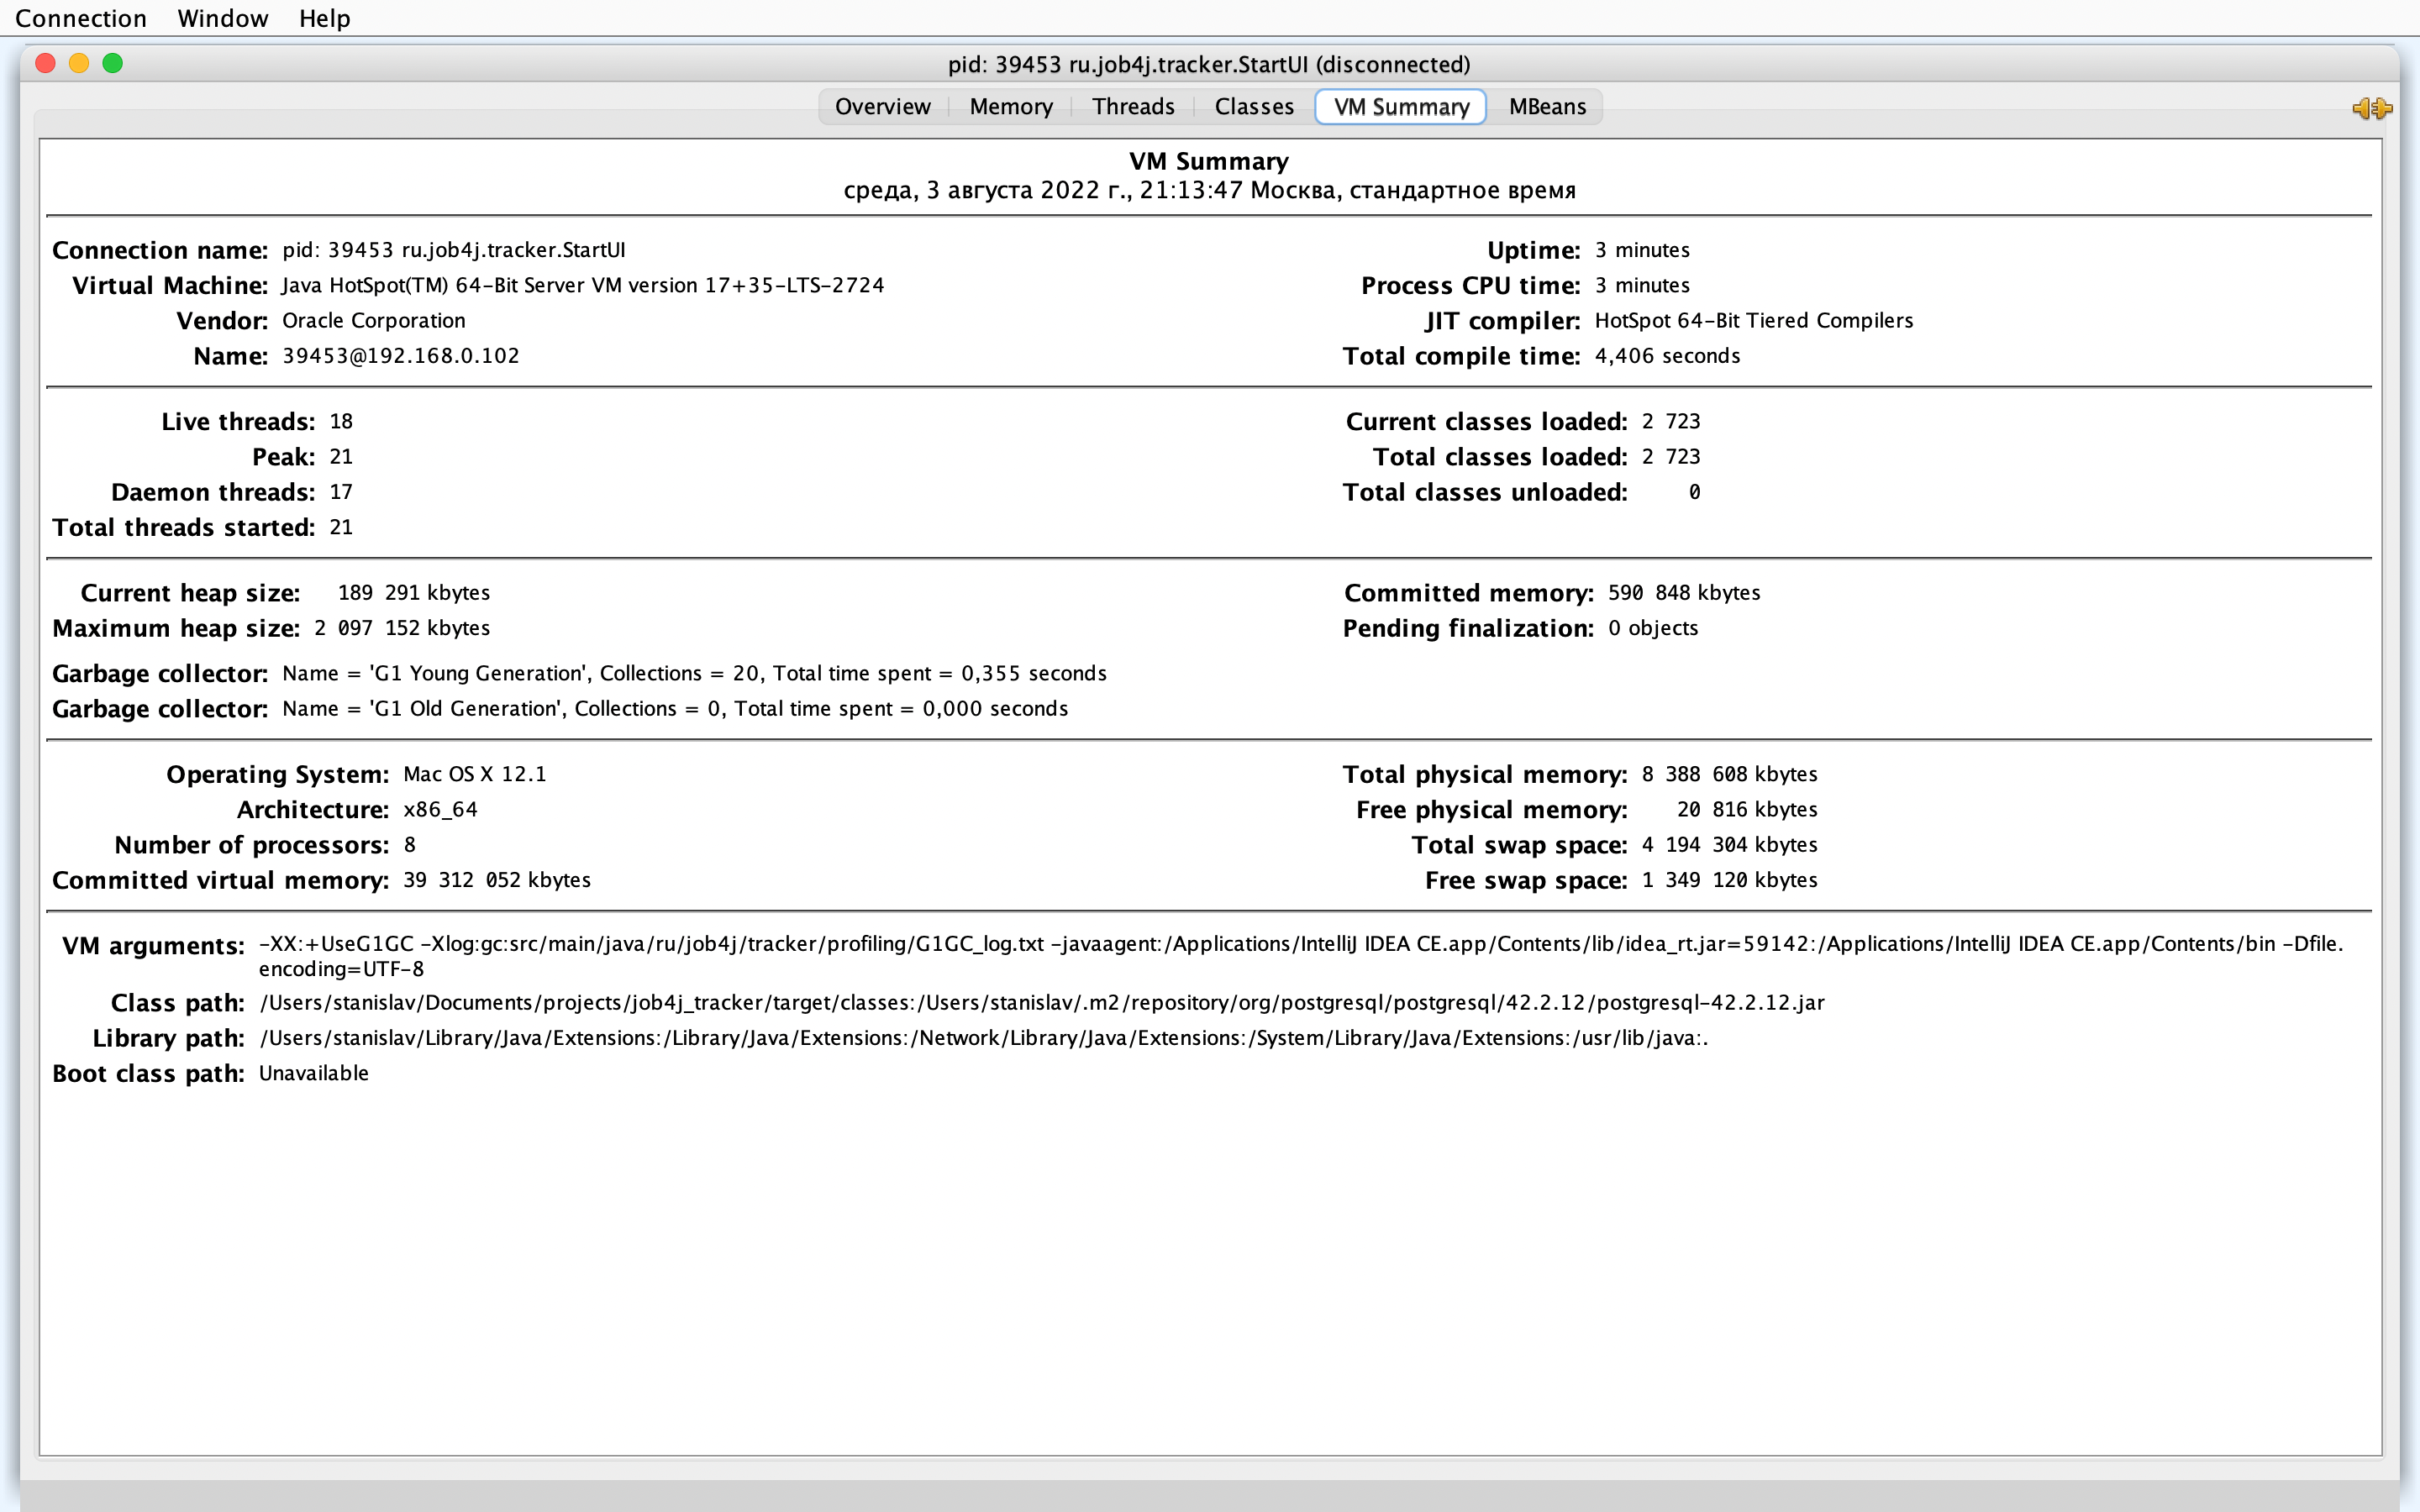 Connection Window Help
pid: 39453 ru.job4j.tracker.StartUI (disconnected)
Overview Memory Threads Classes VM Summary MBeans
VM Summary
среда, 3 августа 2022 г., 21:13:47 Москва, стандартное время
Connection name: pid: 39453 ru.job4j.tracker.StartUI
Virtual Machine: Java HotSpot(TM) 64-Bit Server VM version 17+35-LTS-2724
Vendor: Oracle Corporation
Name: 39453@192.168.0.102
Uptime: 3 minutes
Process CPU time: 3 minutes
JIT compiler: HotSpot 64-Bit Tiered Compilers
Total compile time: 4,406 seconds
Live threads: 18
Peak: 21
Daemon threads: 17
Total threads started: 21
Current classes loaded: 2 723
Total classes loaded: 2 723
Total classes unloaded: 0
Current heap size: 189 291 kbytes
Maximum heap size: 2 097 152 kbytes
Committed memory: 590 848 kbytes
Pending finalization: 0 objects
Garbage collector: Name = 'G1 Young Generation', Collections = 20, Total time spent = 0,355 seconds
Garbage collector: Name = 'G1 Old Generation', Collections = 0, Total time spent = 0,000 seconds
Operating System: Mac OS X 12.1
Architecture: x86_64
Number of processors: 8
Committed virtual memory: 39 312 052 kbytes
Total physical memory: 8 388 608 kbytes
Free physical memory: 20 816 kbytes
Total swap space: 4 194 304 kbytes
Free swap space: 1 349 120 kbytes
VM arguments: -XX:+UseG1GC -Xlog:gc:src/main/java/ru/job4j/tracker/profiling/G1GC_log.txt -javaagent:/Applications/IntelliJ IDEA CE.app/Contents/lib/idea_rt.jar=59142:/Applications/IntelliJ IDEA CE.app/Contents/bin -Dfile.
encoding=UTF-8
Class path: /Users/stanislav/Documents/projects/job4j_tracker/target/classes:/Users/stanislav/.m2/repository/org/postgresql/postgresql/42.2.12/postgresql-42.2.12.jar
Library path: /Users/stanislav/Library/Java/Extensions:/Library/Java/Extensions:/Network/Library/Java/Extensions:/System/Library/Java/Extensions:/usr/lib/java:.
Boot class path: Unavailable